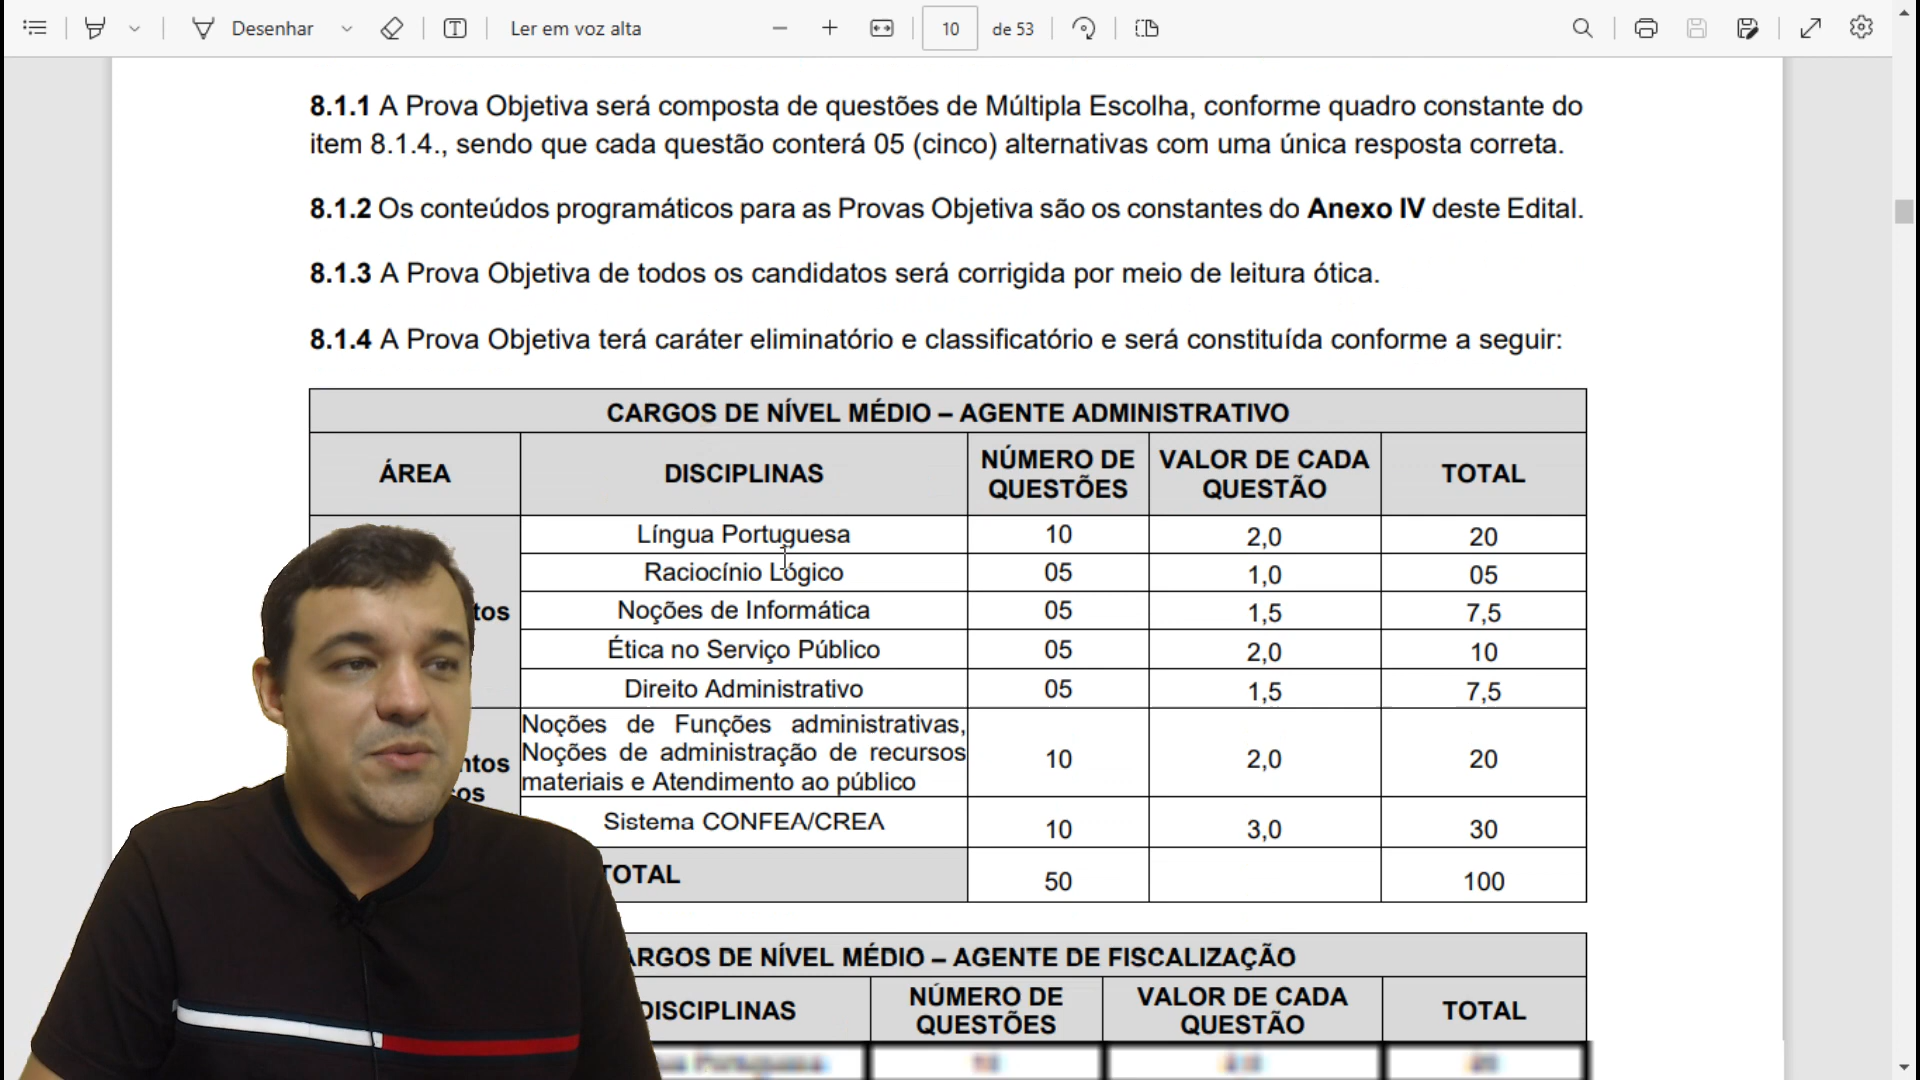 Desenhar
Ler em voz alta
10
de 53
8.1.1 A Prova Objetiva será composta de questões de Múltipla Escolha, conforme quadro constante do
item 8.1.4., sendo que cada questão conterá 05 (cinco) alternativas com uma única resposta correta.
8.1.2 Os conteúdos programáticos para as Provas Objetiva são os constantes do Anexo IV deste Edital.
8.1.3 A Prova Objetiva de todos os candidatos será corrigida por meio de leitura ótica.
8.1.4 A Prova Objetiva terá caráter eliminatório e classificatório e será constituída conforme a seguir:
CARGOS DE NÍVEL MÉDIO – AGENTE ADMINISTRATIVO
ÁREA DISCIPLINAS NÚMERO DE QUESTÕES VALOR DE CADA QUESTÃO TOTAL
Língua Portuguesa 10 2,0 20
Raciocínio Lógico 05 1,0 05
tos Noções de Informática 05 1,5 7,5
Ética no Serviço Público 05 2,0 10
Direito Administrativo 05 1,5 7,5
Noções de Funções administrativas,
ntos Noções de administração de recursos 10 2,0 20
os materiais e Atendimento ao público
Sistema CONFEA/CREA 10 3,0 30
TOTAL 50 100
ARGOS DE NÍVEL MÉDIO – AGENTE DE FISCALIZAÇÃO
DISCIPLINAS NÚMERO DE QUESTÕES VALOR DE CADA QUESTÃO TOTAL